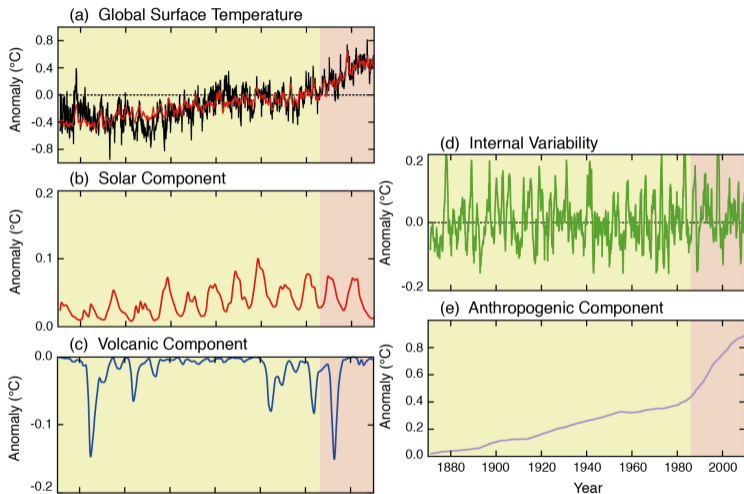 (a) Global Surface Temperature
0.8
0.4
0.0
-0.4
-0.8
Anomaly (°C)
(b) Solar Component
0.2
0.1
0.0
Anomaly (°C)
(c) Volcanic Component
0.0
-0.1
-0.2
Anomaly (°C)
(d) Internal Variability
0.2
0.0
-0.2
Anomaly (°C)
(e) Anthropogenic Component
0.8
0.6
0.4
0.2
0.0
Anomaly (°C)
1880 1900 1920 1940 1960 1980 2000
Year